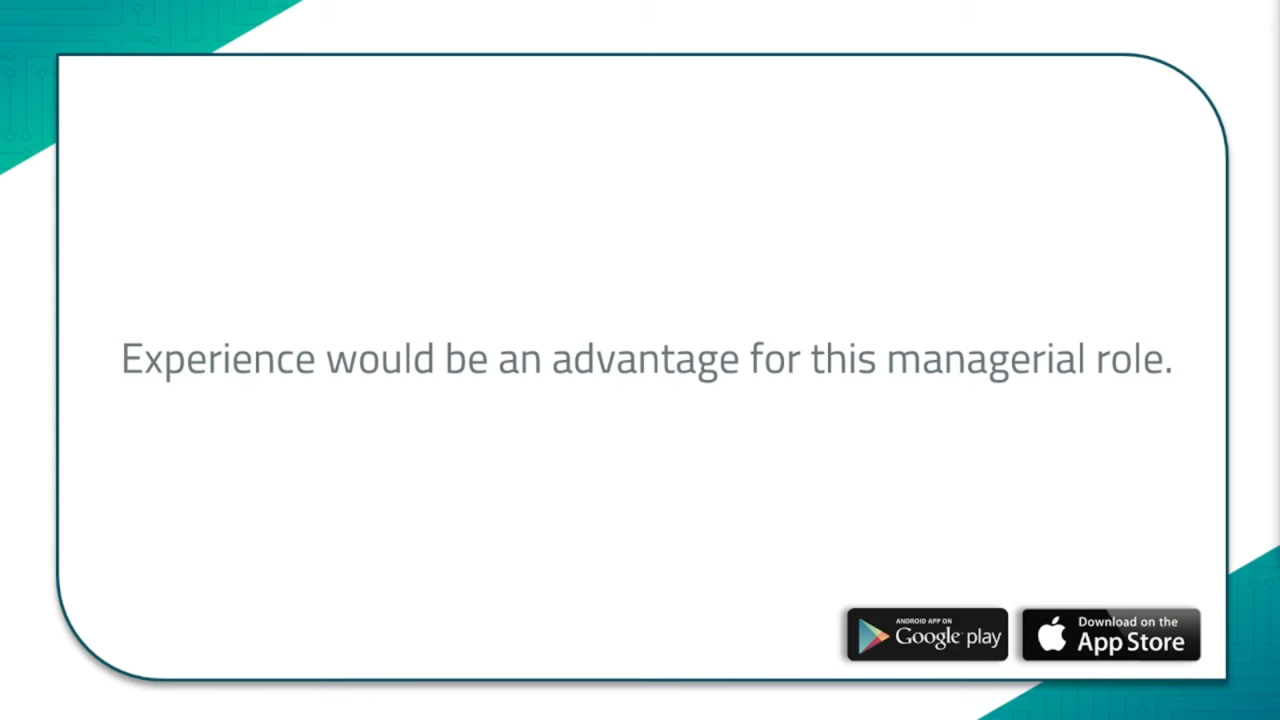 Experience would be an advantage for this managerial role.
ANDROID APP ON
Google play
Download on the
App Store